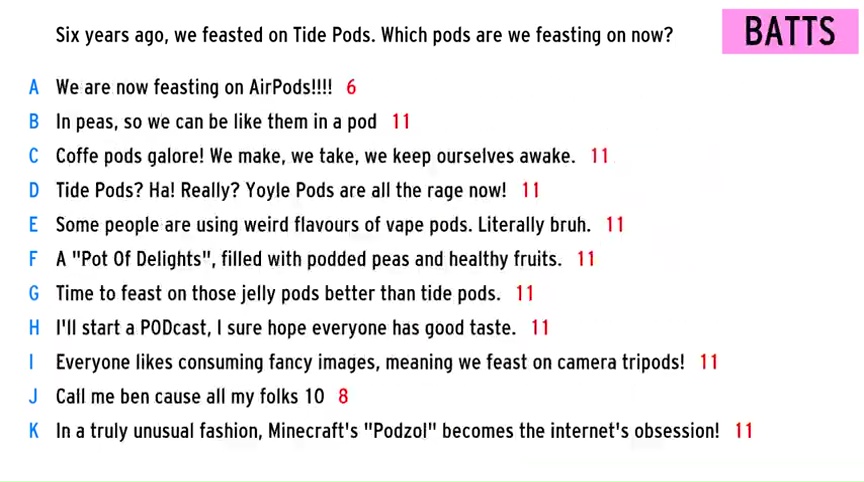 Six years ago, we feasted on Tide Pods. Which pods are we feasting on now?
BATTS
A We are now feasting on AirPods!!!! 6
B In peas, so we can be like them in a pod 11
C Coffe pods galore! We make, we take, we keep ourselves awake. 11
D Tide Pods? Ha! Really? Yoyle Pods are all the rage now! 11
E Some people are using weird flavours of vape pods. Literally bruh. 11
F A "Pot Of Delights", filled with podded peas and healthy fruits. 11
G Time to feast on those jelly pods better than tide pods. 11
H I'll start a PODcast, I sure hope everyone has good taste. 11
I Everyone likes consuming fancy images, meaning we feast on camera tripods! 11
J Call me ben cause all my folks 10 8
K In a truly unusual fashion, Minecraft's "Podzol" becomes the internet's obsession! 11